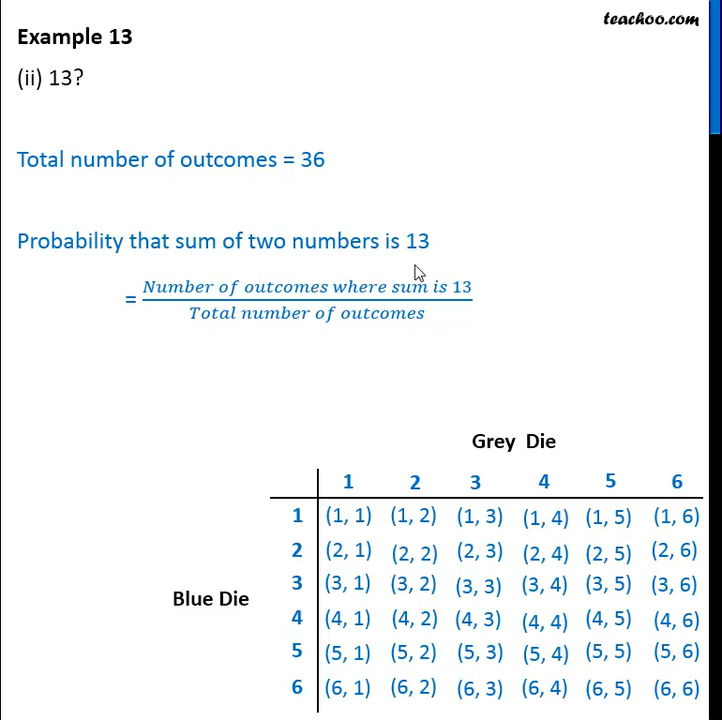 teachoo.com
Example 13
(ii) 13?
Total number of outcomes = 36
Probability that sum of two numbers is 13
= Number of outcomes where sum is 13
Total number of outcomes
Grey Die
1 2 3 4 5 6
1 (1, 1) (1, 2) (1, 3) (1, 4) (1, 5) (1, 6)
2 (2, 1) (2, 2) (2, 3) (2, 4) (2, 5) (2, 6)
3 (3, 1) (3, 2) (3, 3) (3, 4) (3, 5) (3, 6)
Blue Die
4 (4, 1) (4, 2) (4, 3) (4, 4) (4, 5) (4, 6)
5 (5, 1) (5, 2) (5, 3) (5, 4) (5, 5) (5, 6)
6 (6, 1) (6, 2) (6, 3) (6, 4) (6, 5) (6, 6)